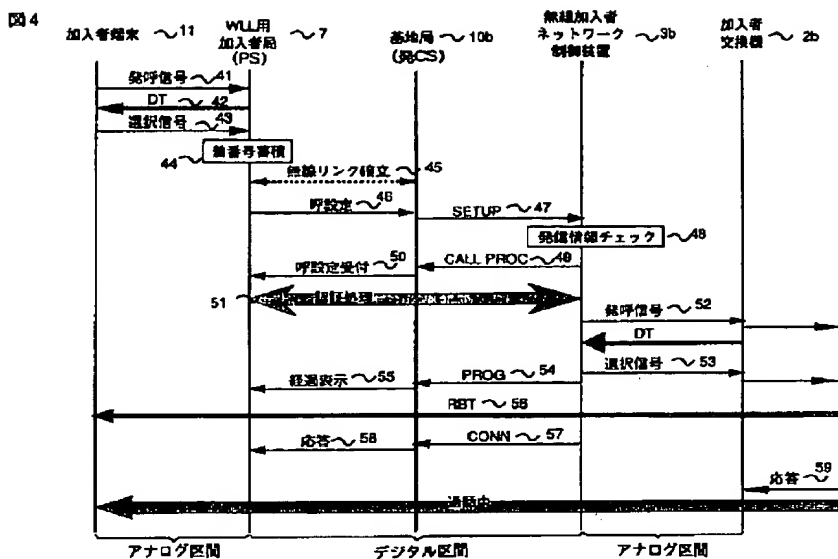 図4
加入者端末 11
WLL用
加入者局 7
(PS)
基地局 10b
(発CS)
無線加入者
ネットワーク 3b
制御装置
加入者
交換機 2b
発呼信号 41
DT 42
選択信号 43
44 着番号蓄積
無線リンク確立 45
呼設定 46
SETUP 47
発信情報チェック 48
CALL PROC 49
呼設定受付 50
51 認証処理
発呼信号 52
DT
選択信号 53
PROG 54
経過表示 55
RBT 56
CONN 57
応答 58
応答 59
通話中
アナログ区間
デジタル区間
アナログ区間